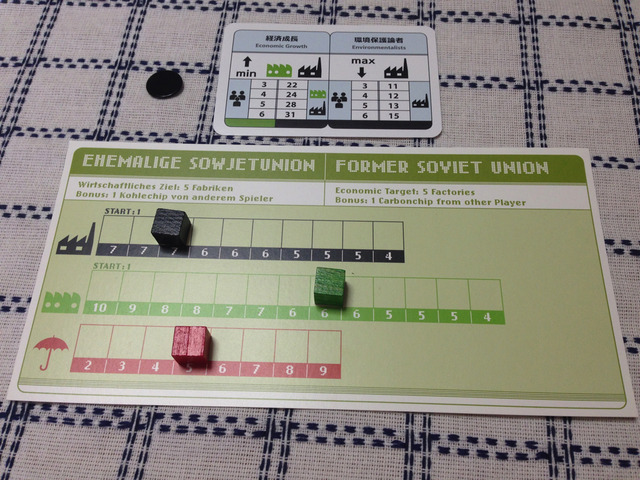 経済成長 環境保護論者
Economic Growth Environmentalists
min max
3 22 3 11
4 24 4 12
5 28 5 13
6 31 6 15
EHEMALIGE SOWJETUNION FORMER SOVIET UNION
Wirtschaftliches Ziel: 5 Fabriken Economic Target: 5 Factories
Bonus: 1 Kohlechip von anderem Spieler Bonus: 1 Carbonchip from other Player
START: 1
7 7 7 6 6 6 5 5 5 4
START: 1
10 9 8 8 7 7 6 6 6 5 5 5 4
2 3 4 5 6 7 8 9